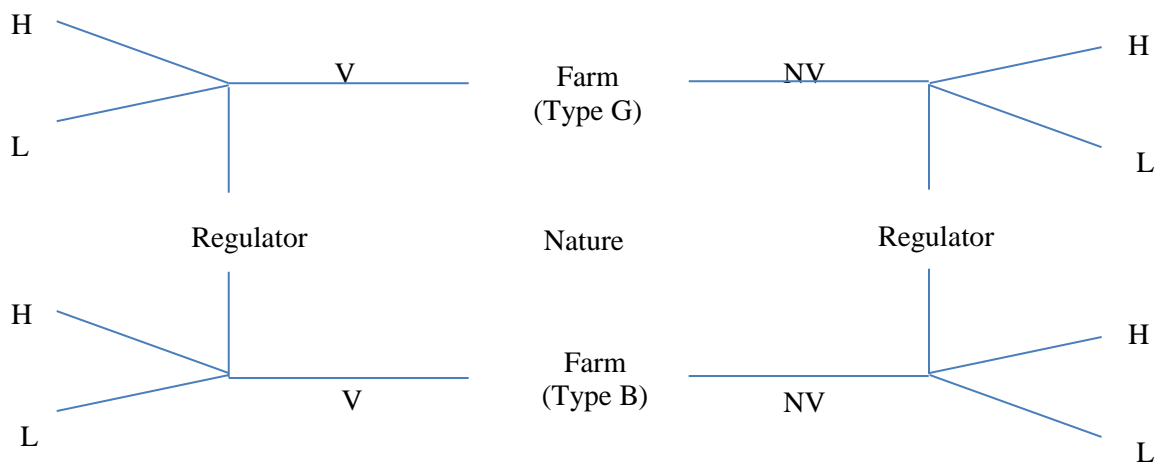 H
V
Farm
(Type G)
NV
H
L
L
Regulator
Nature
Regulator
H
V
Farm
(Type B)
NV
H
L
L